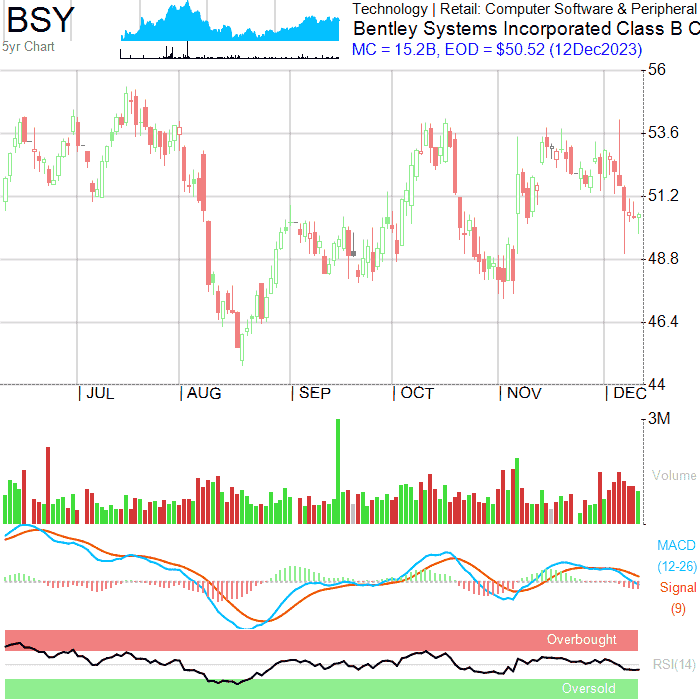 BSY
5yr Chart
Technology | Retail: Computer Software & Peripheral
Bentley Systems Incorporated Class B C
MC = 15.2B, EOD = $50.52 (12Dec2023)
56
53.6
51.2
48.8
46.4
44
| JUL | AUG | SEP | OCT | NOV | DEC
3M
Volume
MACD
(12-26)
Signal
(9)
Overbought
RSI(14)
Oversold